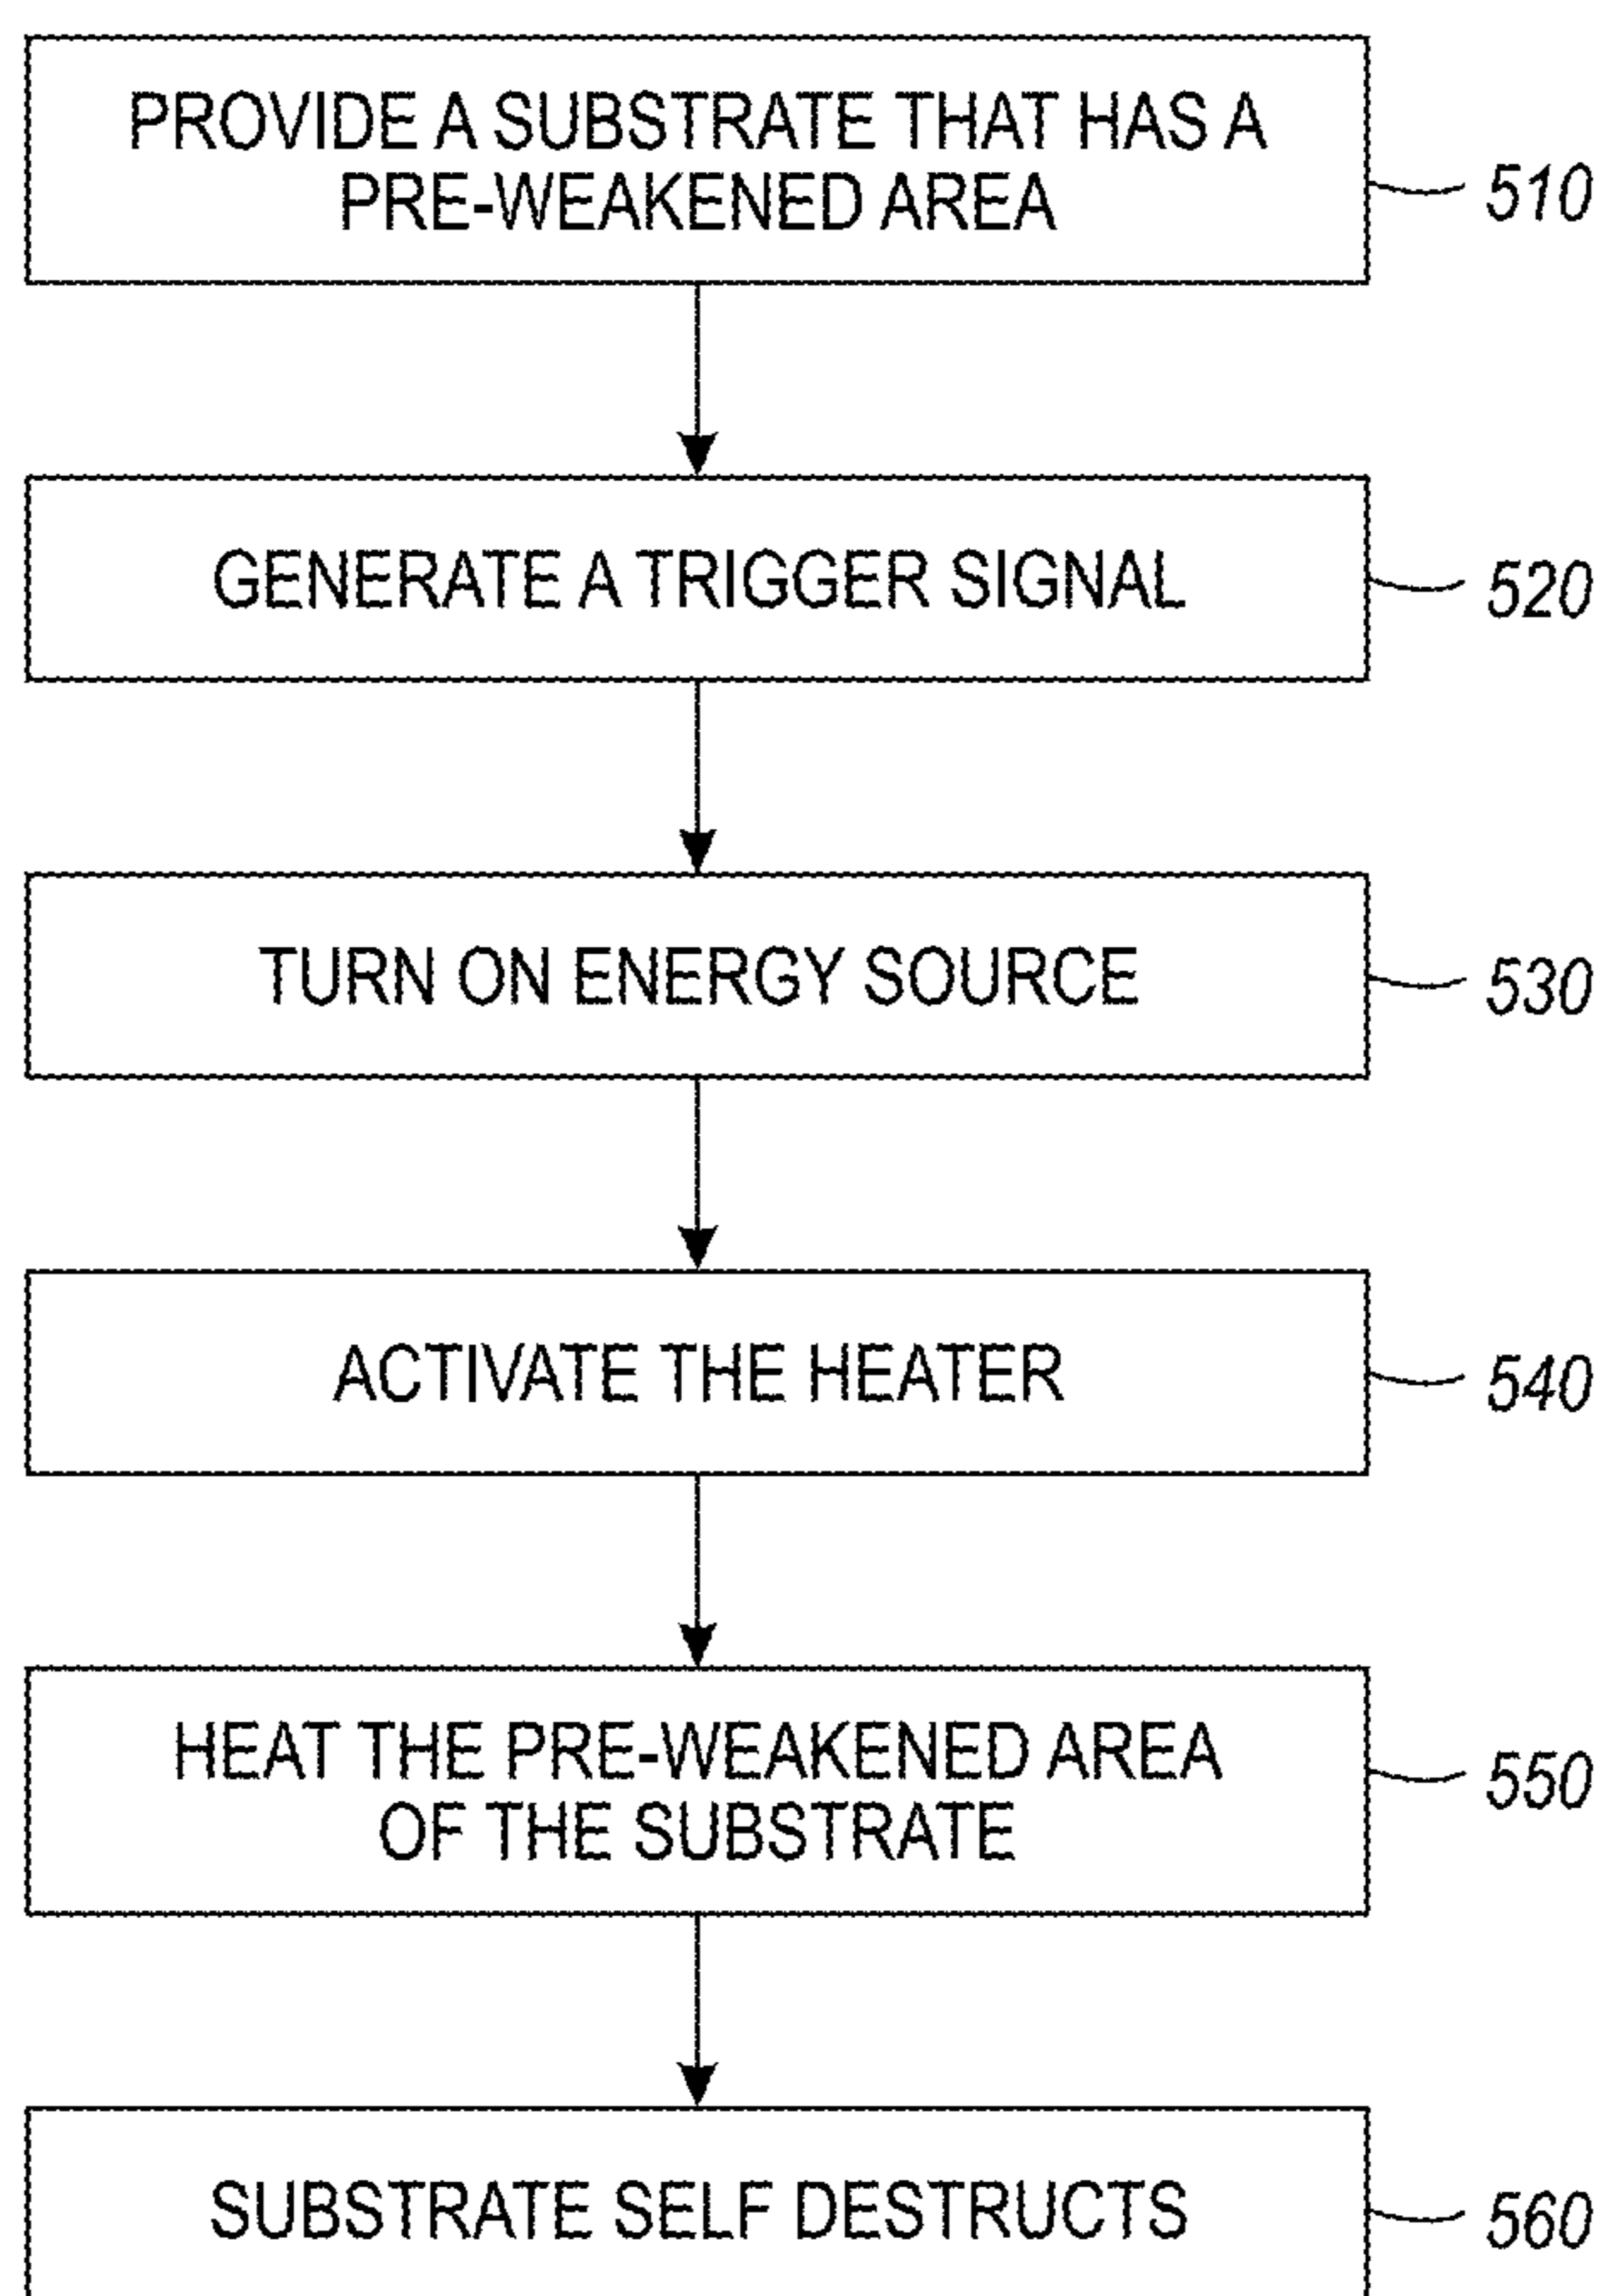 PROVIDE A SUBSTRATE THAT HAS A
PRE-WEAKENED AREA
510
GENERATE A TRIGGER SIGNAL
520
TURN ON ENERGY SOURCE
530
ACTIVATE THE HEATER
540
HEAT THE PRE-WEAKENED AREA
OF THE SUBSTRATE
550
SUBSTRATE SELF DESTRUCTS
560